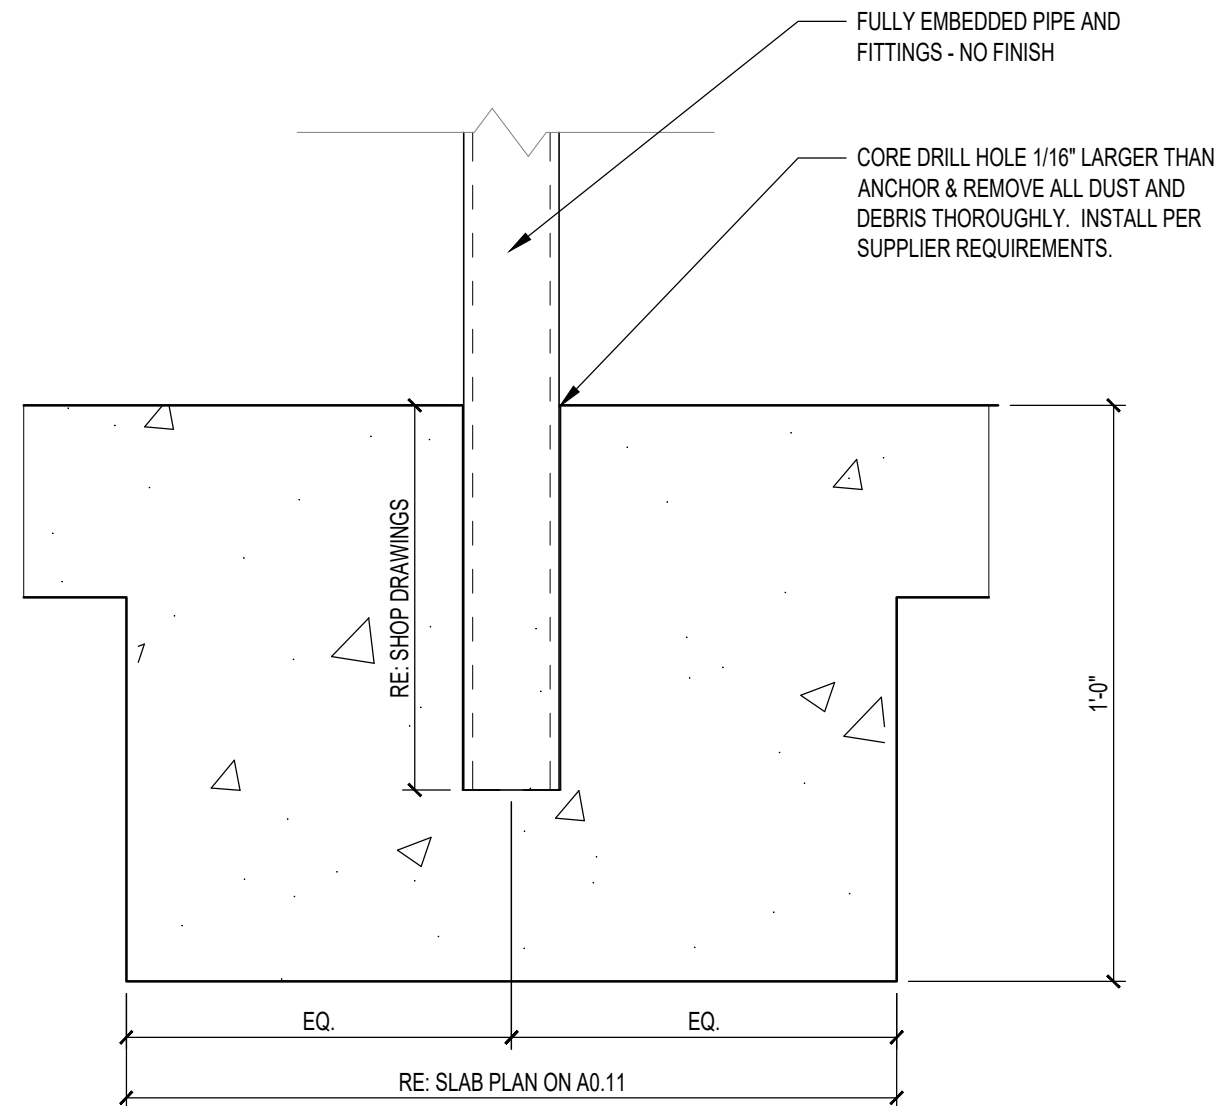 FULLY EMBEDDED PIPE AND
FITTINGS - NO FINISH
CORE DRILL HOLE 1/16" LARGER THAN
ANCHOR & REMOVE ALL DUST AND
DEBRIS THOROUGHLY. INSTALL PER
SUPPLIER REQUIREMENTS.
RE: SHOP DRAWINGS
1'-0"
EQ.
EQ.
RE: SLAB PLAN ON A0.11